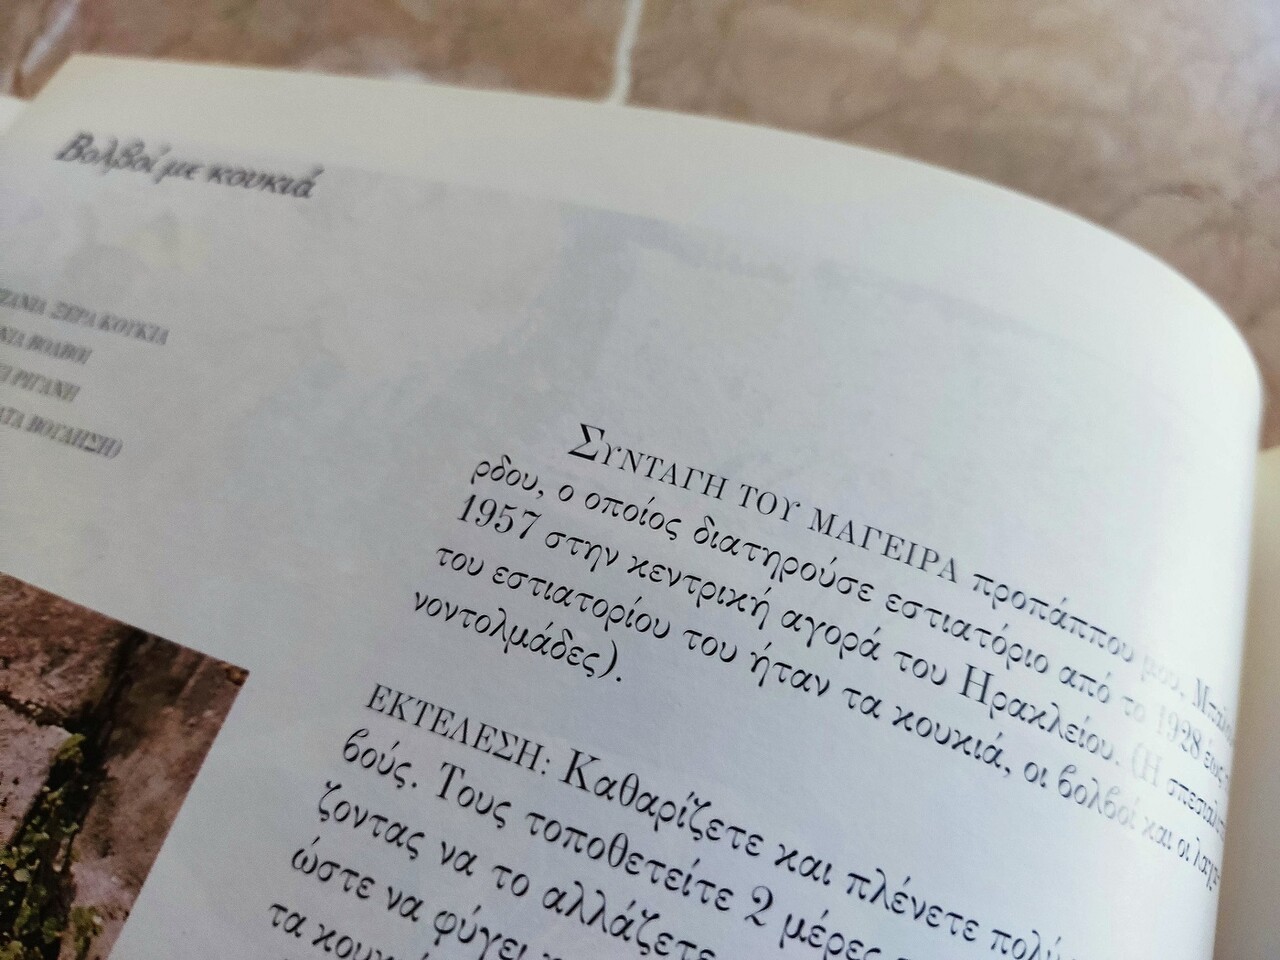 Βολβοί με κουκιά
ΞΕΡΑ ΚΟΥΚΙΑ
ΒΟΛΒΟΙ
ΡΙΓΑΝΗ
ΣΥΝΤΑΓΗ ΤΟΥ ΜΑΓΕΙΡΑ προπάππου μου,
ρδου, ο οποίος διατηρούσε εστιατόριο από το 1928 έως
1957 στην κεντρική αγορά του Ηρακλείου. (Η
του εστιατορίου του ήταν τα κουκιά, οι βολβοί και οι
νοντολμάδες).
ΕΚΤΕΛΕΣΗ: Καθαρίζετε και πλένετε
βούς. Τους τοποθετείτε 2 μέρες
ζοντας να το αλλάζετε
ώστε να φύγει
τα